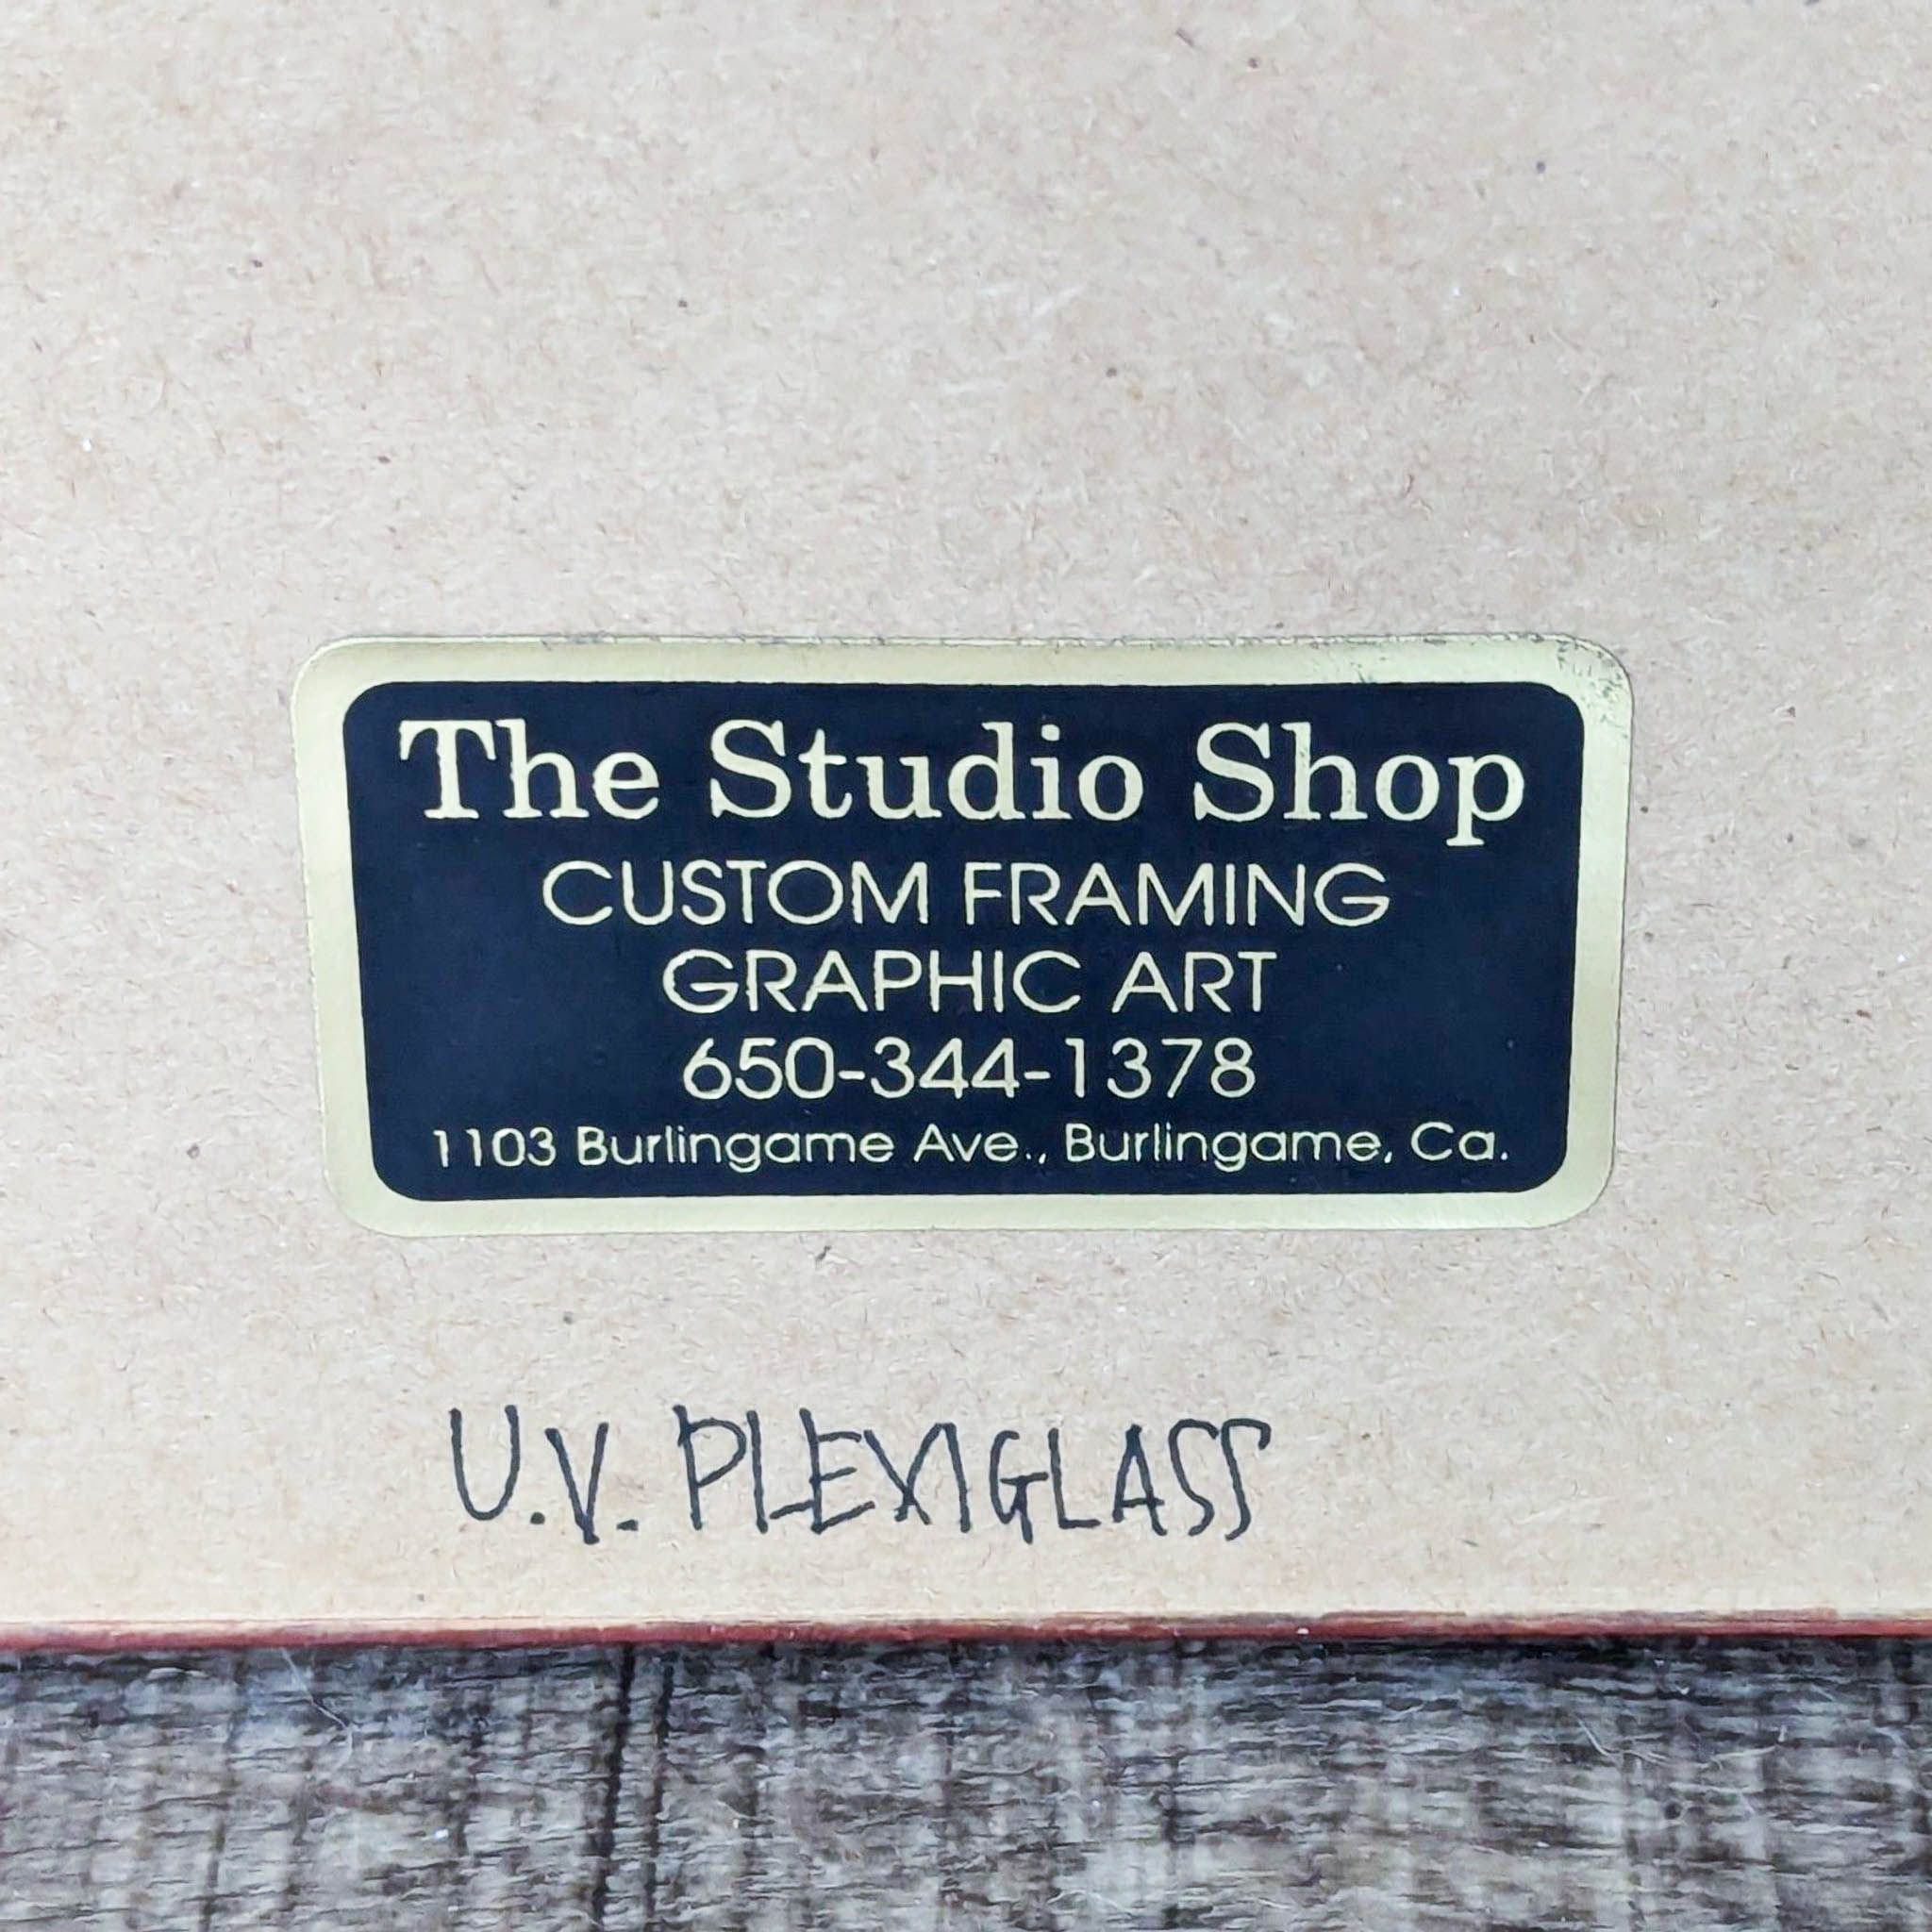 The Studio Shop
CUSTOM FRAMING
GRAPHIC ART
650-344-1378
1103 Burlingame Ave., Burlingame, Ca.
U.V. PLEXIGLASS